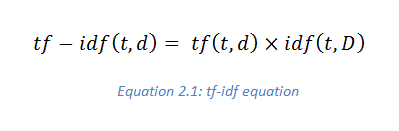 tf − idf(t, d) = tf(t, d) × idf(t, D)
Equation 2.1: tf-idf equation